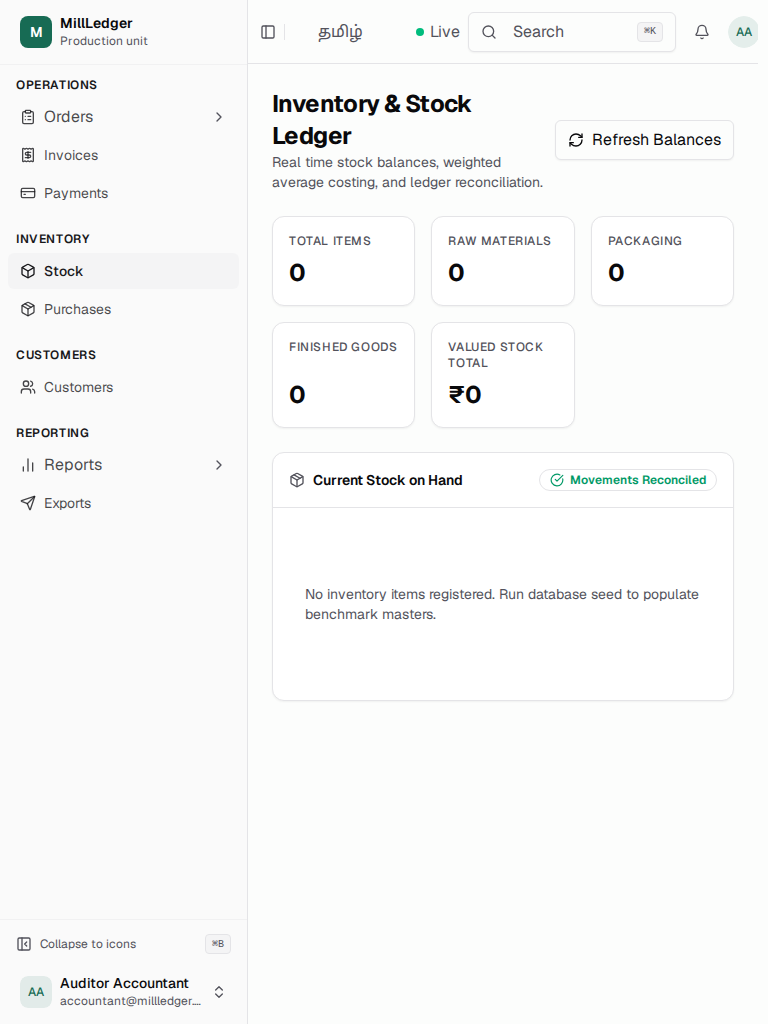 M
MillLedger
Production unit
OPERATIONS
Orders
Invoices
Payments
INVENTORY
Stock
Purchases
CUSTOMERS
Customers
REPORTING
Reports
Exports
Collapse to icons ⌘B
AA
Auditor Accountant
accountant@millledger....
தமிழ்
Live
Search ⌘K
AA
Inventory & Stock
Ledger
Real time stock balances, weighted
average costing, and ledger reconciliation.
Refresh Balances
TOTAL ITEMS
0
RAW MATERIALS
0
PACKAGING
0
FINISHED GOODS
0
VALUED STOCK
TOTAL
₹0
Current Stock on Hand
Movements Reconciled
No inventory items registered. Run database seed to populate
benchmark masters.